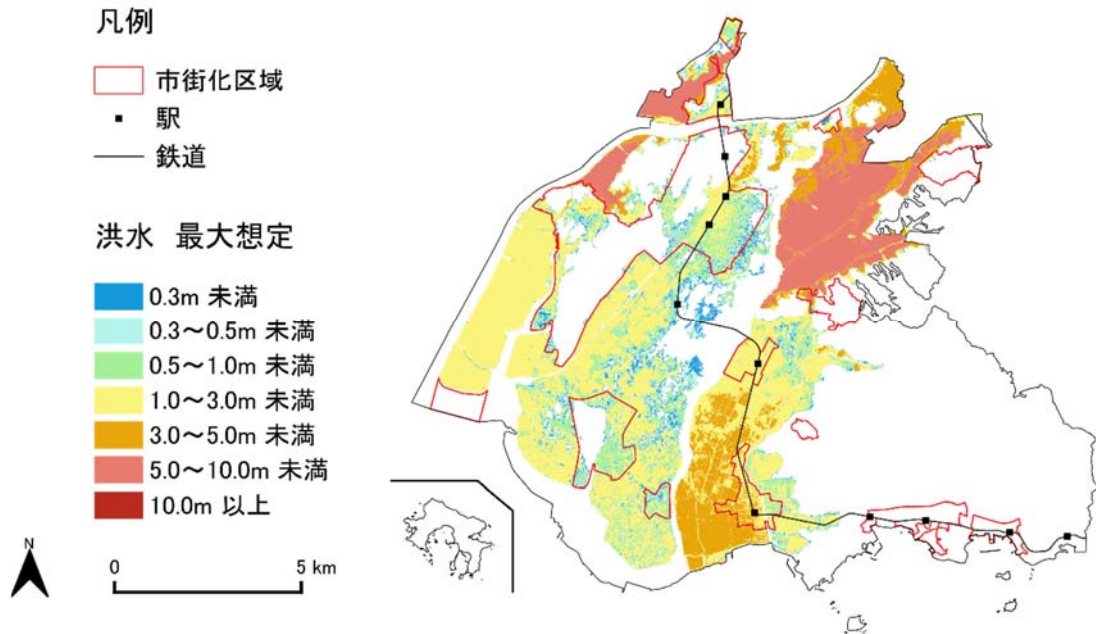 凡例
市街化区域
駅
鉄道
洪水 最大想定
0.3m 未満
0.3～0.5m 未満
0.5～1.0m 未満
1.0～3.0m 未満
3.0～5.0m 未満
5.0～10.0m 未満
10.0m 以上
N
0 5 km